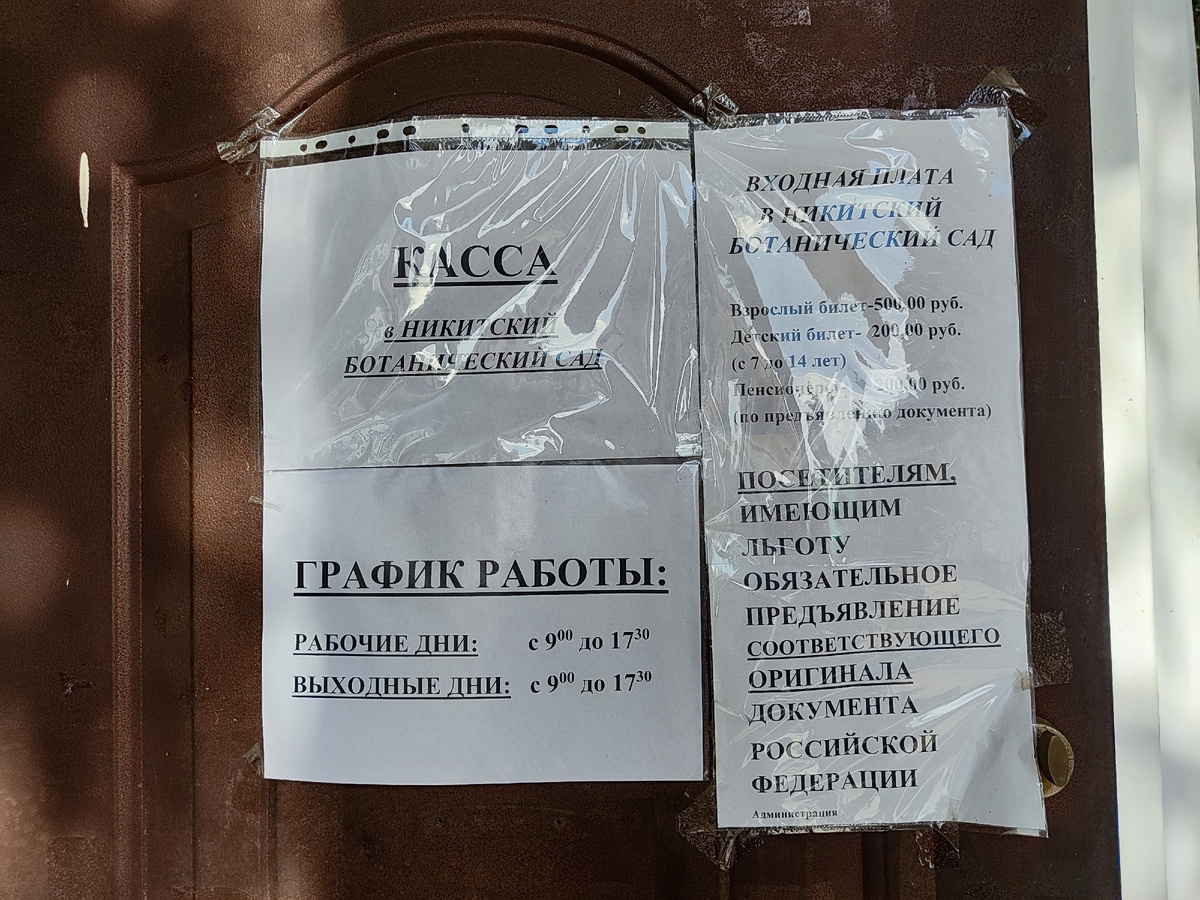 КАССА
в НИКИТСКИЙ
БОТАНИЧЕСКИЙ САД
ГРАФИК РАБОТЫ:
РАБОЧИЕ ДНИ: с 9⁰⁰ до 17³⁰
ВЫХОДНЫЕ ДНИ: с 9⁰⁰ до 17³⁰
ВХОДНАЯ ПЛАТА
В НИКИТСКИЙ
БОТАНИЧЕСКИЙ САД
Взрослый билет-500,00 руб.
Детский билет- 200,00 руб.
(с 7 до 14 лет)
руб.
(по предъявлению документа)
ПОСЕТИТЕЛЯМ,
ИМЕЮЩИМ
ЛЬГОТУ
ОБЯЗАТЕЛЬНОЕ
ПРЕДЪЯВЛЕНИЕ
СООТВЕТСТВУЮЩЕГО
ОРИГИНАЛА
ДОКУМЕНТА
РОССИЙСКОЙ
ФЕДЕРАЦИИ
Администрация